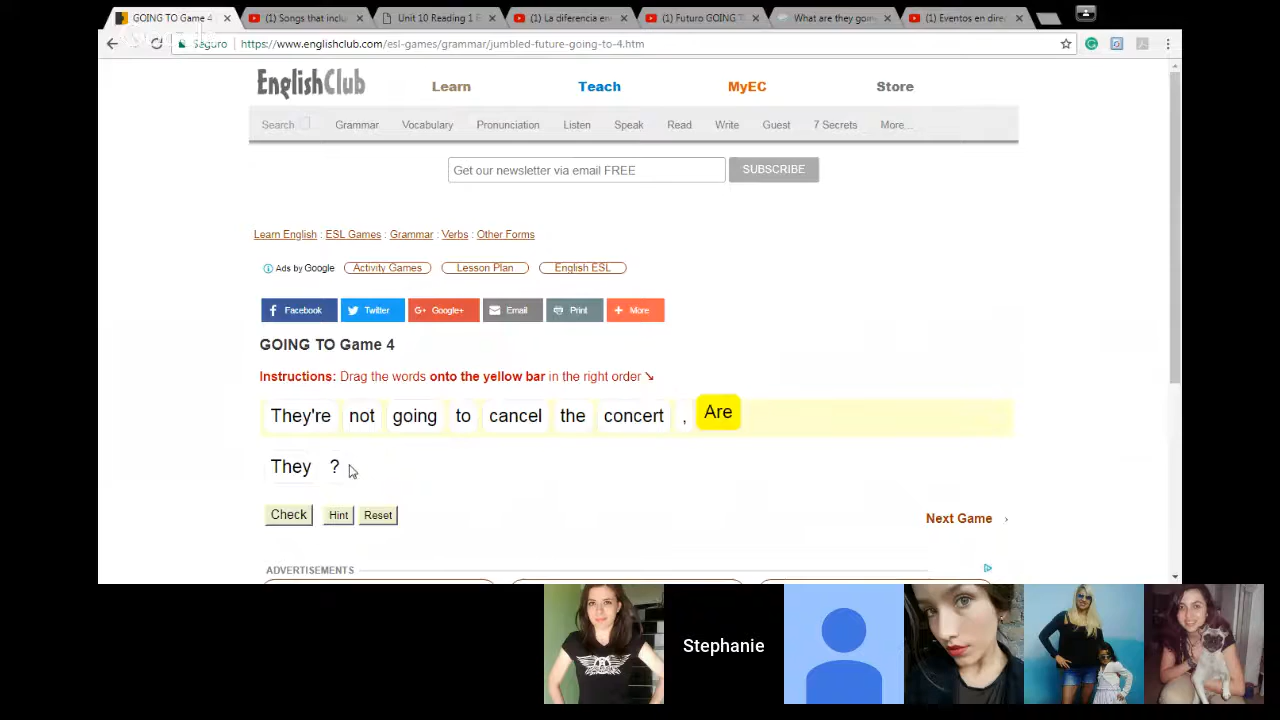 GOING TO Game 4 (1) Songs that inclu Unit 10 Reading 1 R (1) La diferencia en (1) Futuro GOING T What are they goin (1) Eventos en dire
Seguro https://www.englishclub.com/esl-games/grammar/jumbled-future-going-to-4.htm
EnglishClub Learn Teach MyEC Store
Search Grammar Vocabulary Pronunciation Listen Speak Read Write Guest 7 Secrets More...
Get our newsletter via email FREE SUBSCRIBE
Learn English : ESL Games : Grammar : Verbs : Other Forms
Ads by Google Activity Games Lesson Plan English ESL
Facebook Twitter G+ Google+ Email Print + More
GOING TO Game 4
Instructions: Drag the words onto the yellow bar in the right order ↘
They're not going to cancel the concert , Are
They ?
Check Hint Reset Next Game ›
ADVERTISEMENTS
Stephanie